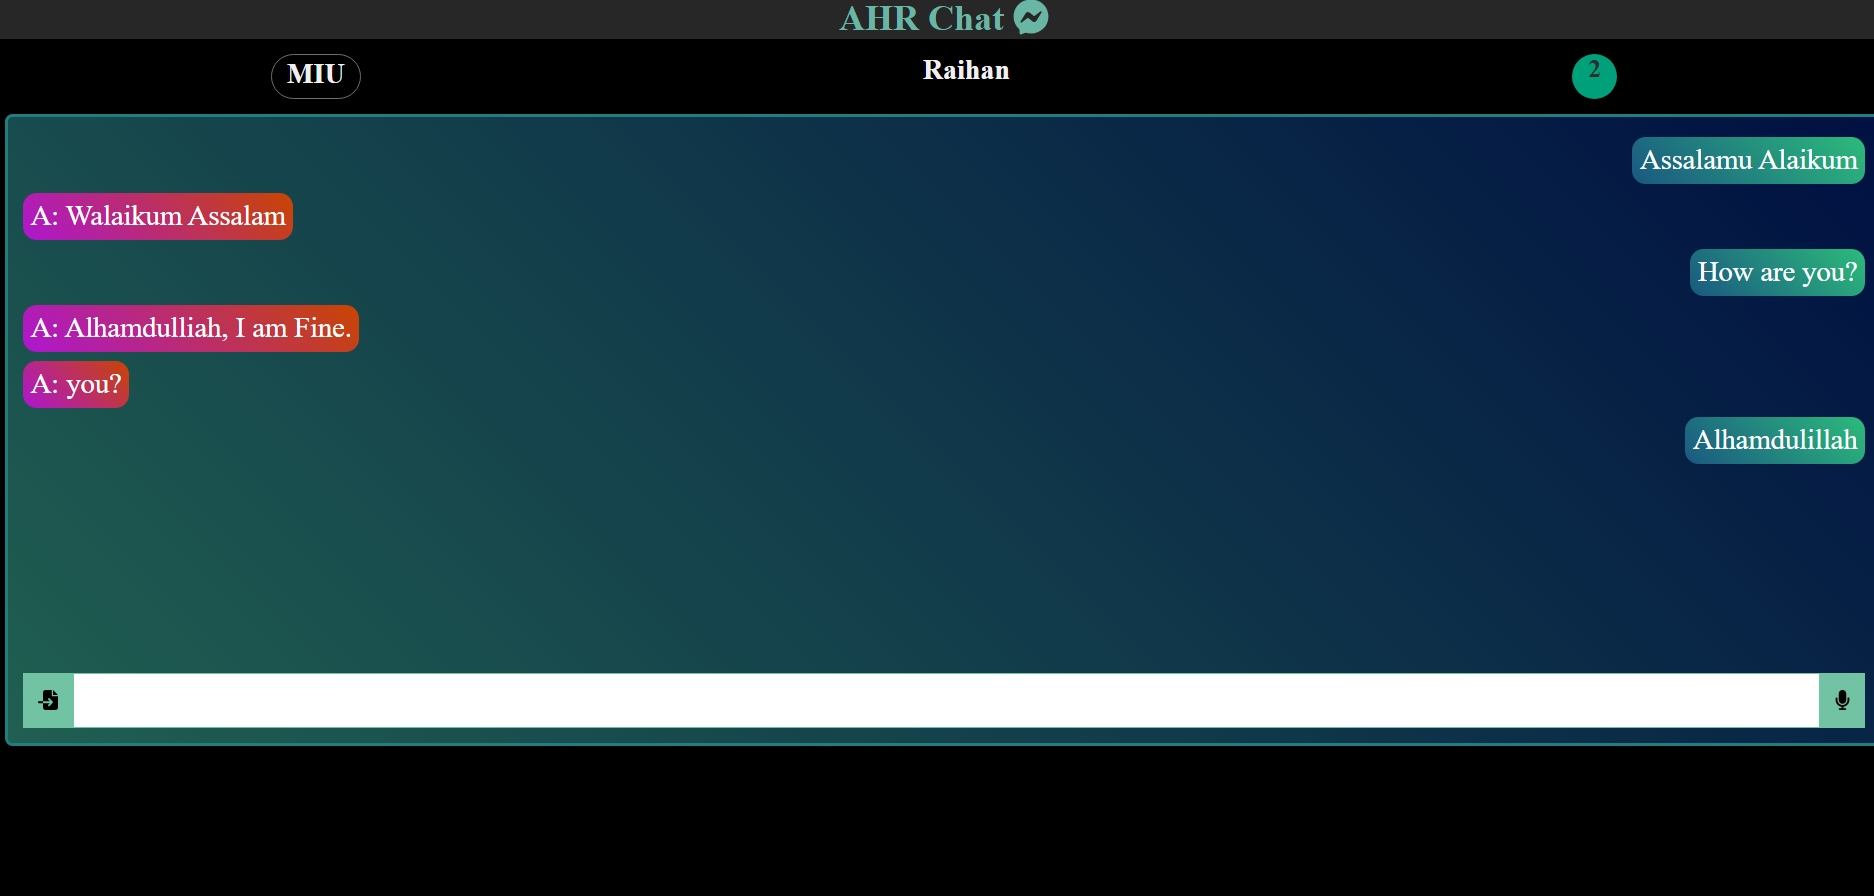 AHR Chat
MIU
Raihan
2
Assalamu Alaikum
A: Walaikum Assalam
How are you?
A: Alhamdulliah, I am Fine.
A: you?
Alhamdulillah